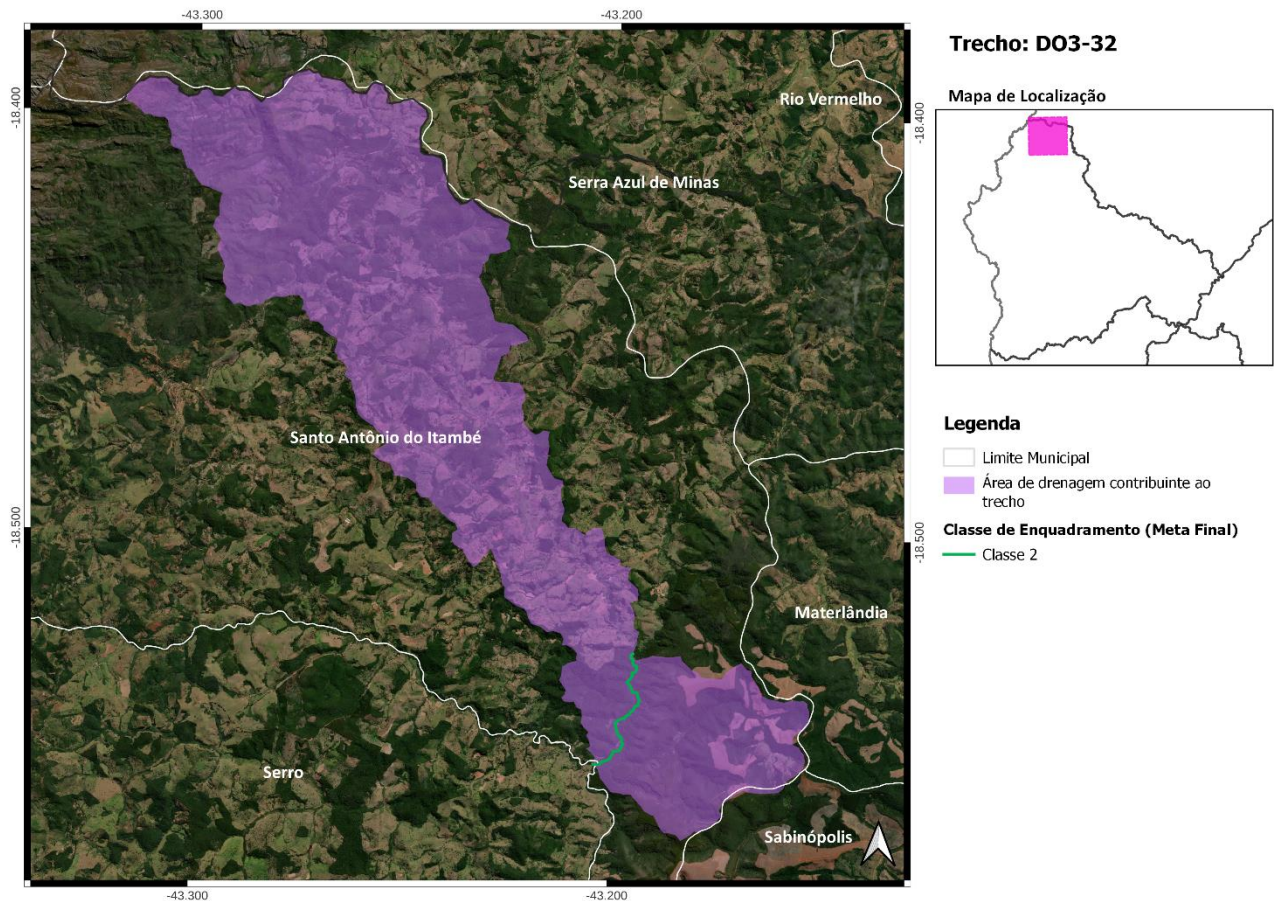 -43.300
-43.200
Trecho: DO3-32
Mapa de Localização
-18.400
-18.400
Rio Vermelho
Serra Azul de Minas
Santo Antônio do Itambé
Legenda
Limite Municipal
Área de drenagem contribuinte ao
trecho
Classe de Enquadramento (Meta Final)
Classe 2
-18.500
-18.500
Materlândia
Serro
Sabinópolis
-43.300
-43.200